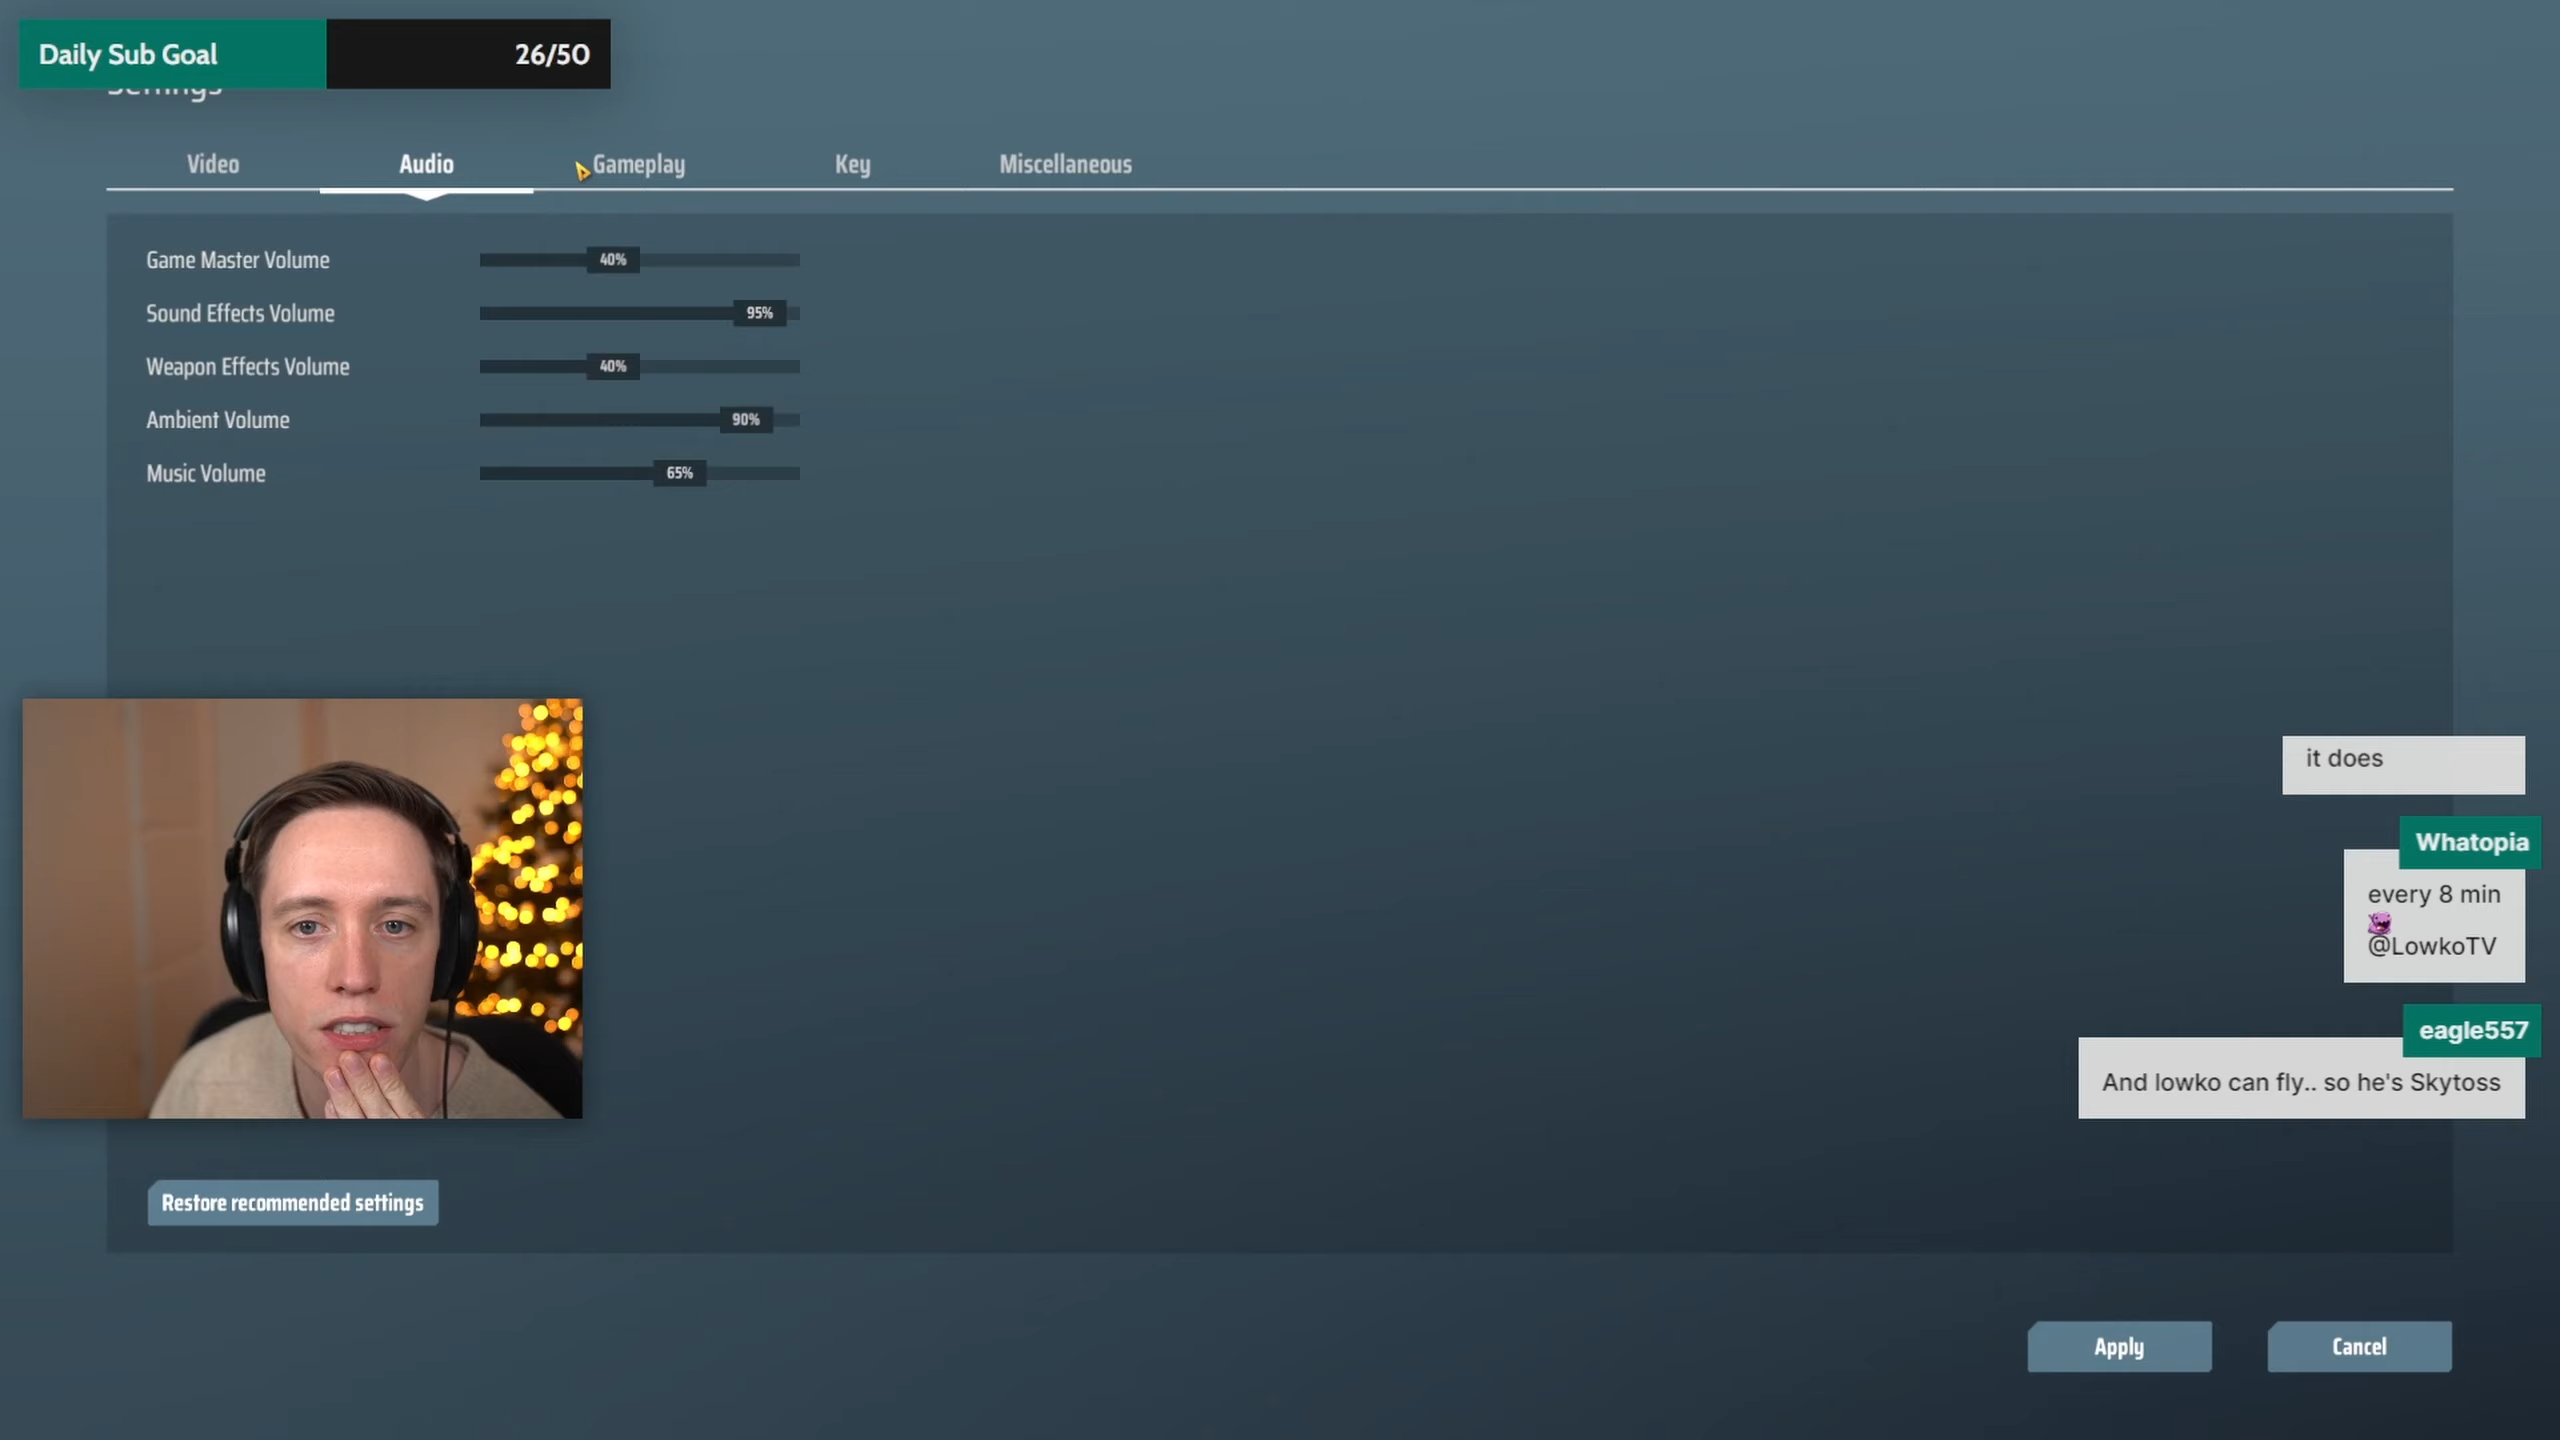 Daily Sub Goal
26/50
Settings
Video
Audio
Gameplay
Key
Miscellaneous
Game Master Volume
40%
Sound Effects Volume
95%
Weapon Effects Volume
40%
Ambient Volume
90%
Music Volume
65%
it does
Whatopia
every 8 min
@LowkoTV
eagle557
And lowko can fly.. so he's Skytoss
Restore recommended settings
Apply
Cancel